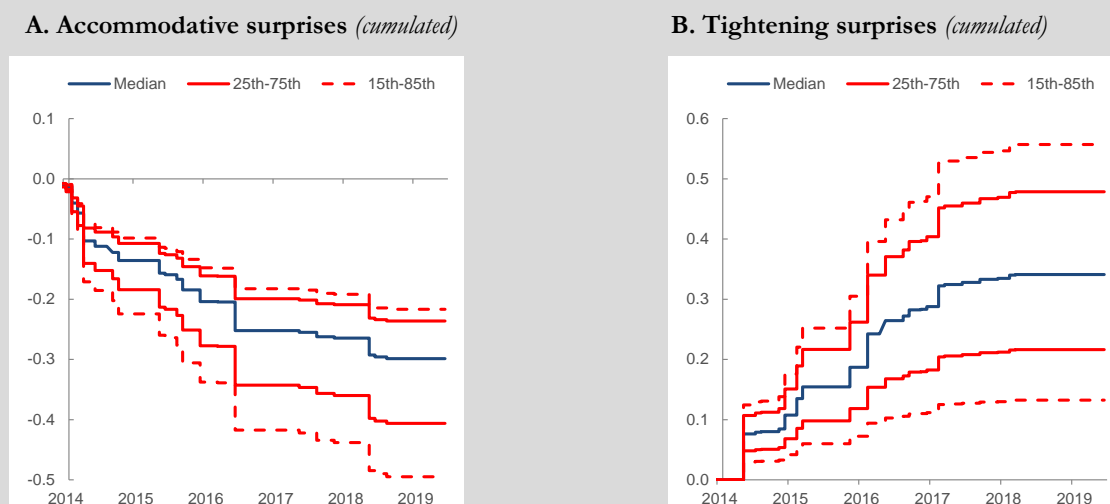 A. Accommodative surprises (cumulated)
Median 25th-75th 15th-85th
0.1
0.0
-0.1
-0.2
-0.3
-0.4
-0.5
2014 2015 2016 2017 2018 2019
B. Tightening surprises (cumulated)
Median 25th-75th 15th-85th
0.6
0.5
0.4
0.3
0.2
0.1
0.0
2014 2015 2016 2017 2018 2019